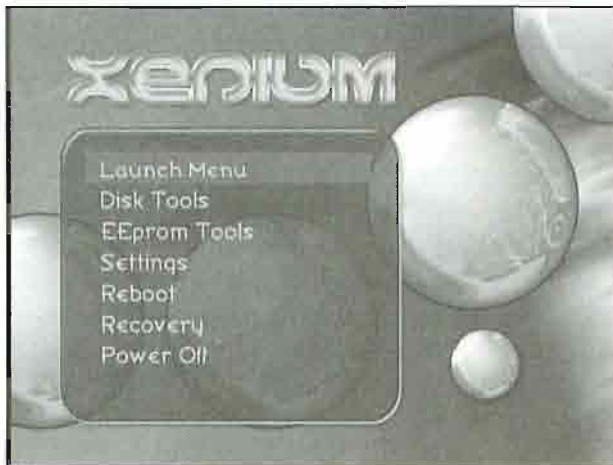 XENIUM
Launch Menu
Disk Tools
EEprom Tools
Settings
Reboot
Recovery
Power Off